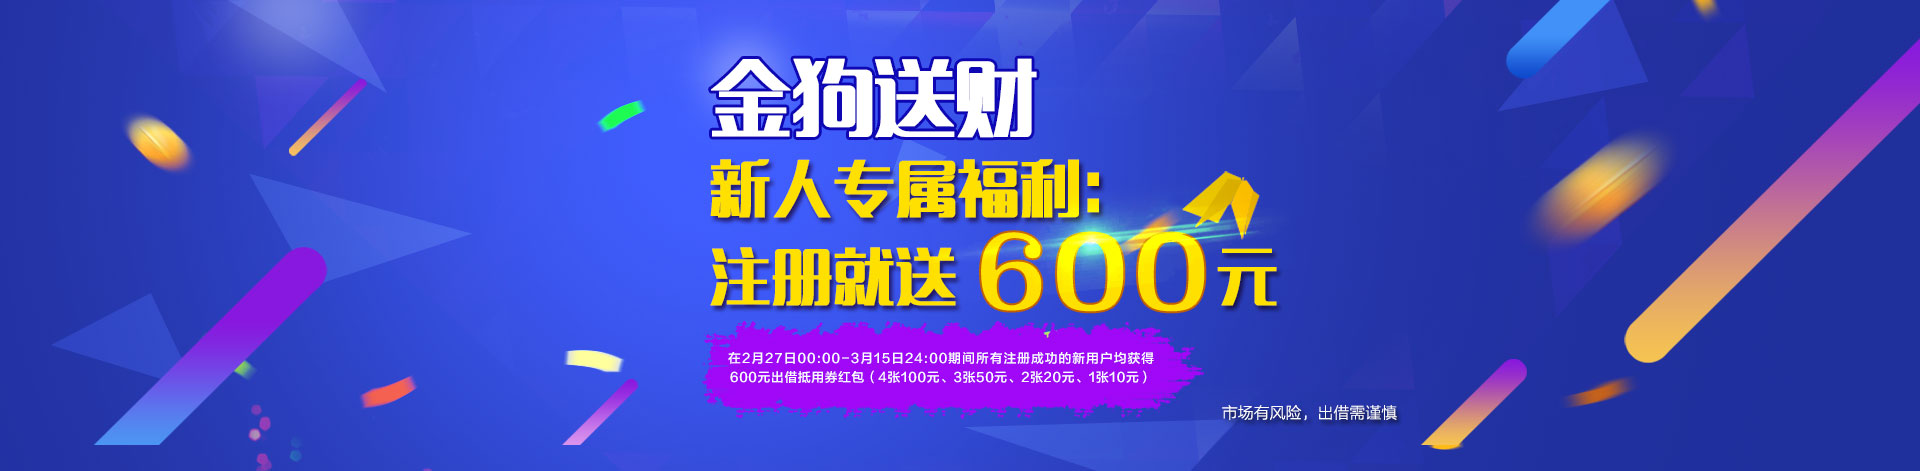 金狗送财
新人专属福利:
注册就送 600元
在2月27日00:00-3月15日24:00期间所有注册成功的新用户均获得
600元出借抵用券红包（4张100元、3张50元、2张20元、1张10元）
市场有风险，出借需谨慎